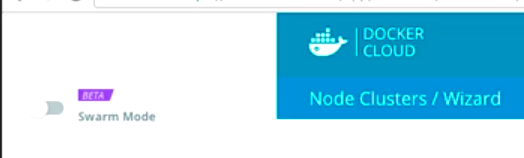 BETA
Swarm Mode
DOCKER
CLOUD
Node Clusters / Wizard